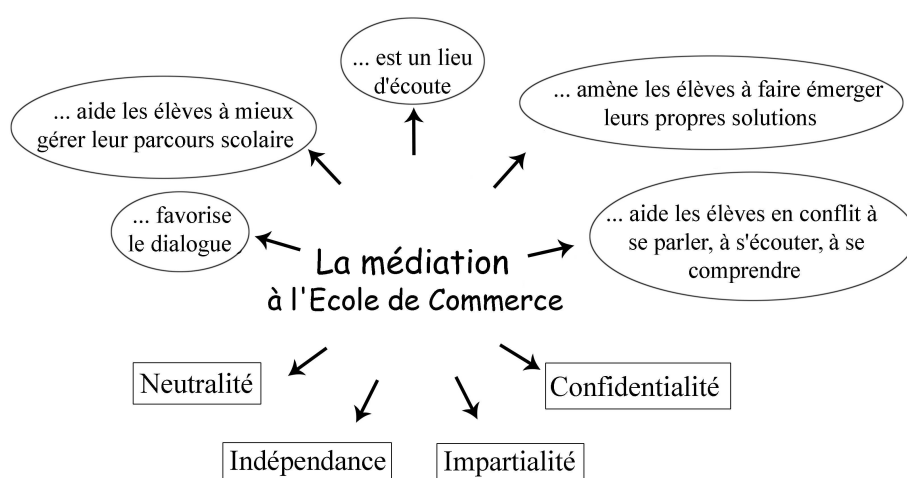 ... est un lieu
d'écoute
... aide les élèves à mieux
gérer leur parcours scolaire
... amène les élèves à faire émerger
leurs propres solutions
... favorise
le dialogue
... aide les élèves en conflit à
se parler, à s'écouter, à se
comprendre
La médiation
à l'Ecole de Commerce
Neutralité
Confidentialité
Indépendance
Impartialité